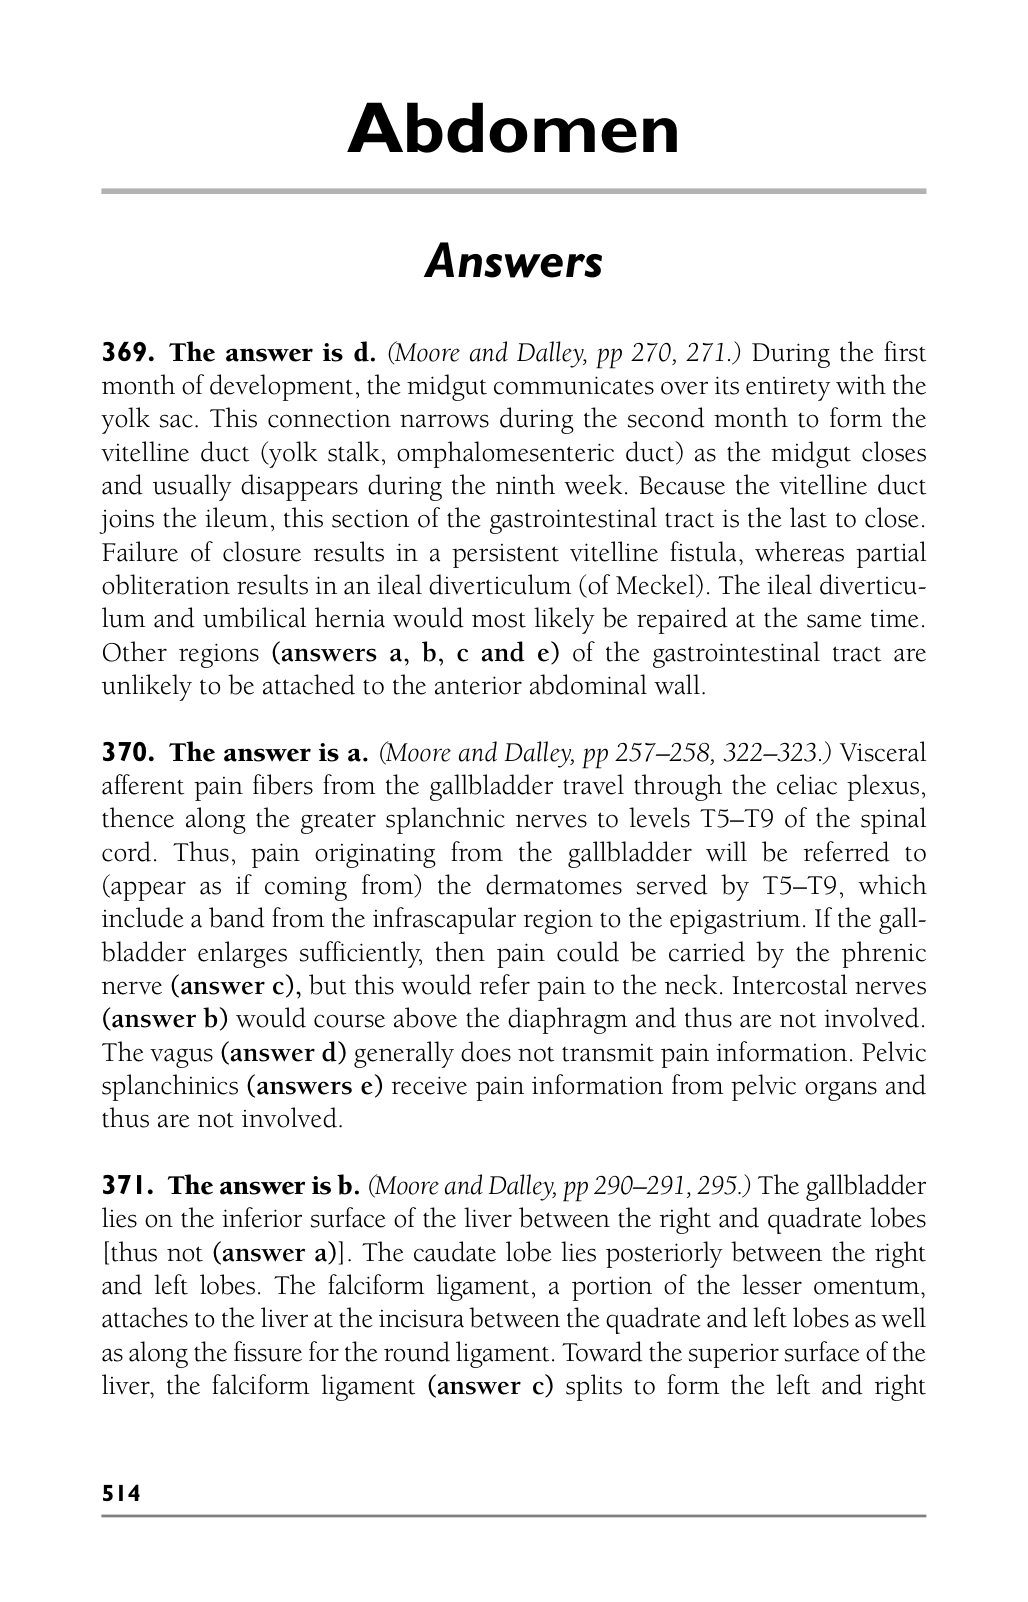 Abdomen
Answers
369. The answer is d. (Moore and Dalley, pp 270, 271.) During the first
month of development, the midgut communicates over its entirety with the
yolk sac. This connection narrows during the second month to form the
vitelline duct (yolk stalk, omphalomesenteric duct) as the midgut closes
and usually disappears during the ninth week. Because the vitelline duct
joins the ileum, this section of the gastrointestinal tract is the last to close.
Failure of closure results in a persistent vitelline fistula, whereas partial
obliteration results in an ileal diverticulum (of Meckel). The ileal diverticu-
lum and umbilical hernia would most likely be repaired at the same time.
Other regions (answers a, b, c and e) of the gastrointestinal tract are
unlikely to be attached to the anterior abdominal wall.
370. The answer is a. (Moore and Dalley, pp 257–258, 322–323.) Visceral
afferent pain fibers from the gallbladder travel through the celiac plexus,
thence along the greater splanchnic nerves to levels T5–T9 of the spinal
cord. Thus, pain originating from the gallbladder will be referred to
(appear as if coming from) the dermatomes served by T5–T9, which
include a band from the infrascapular region to the epigastrium. If the gall-
bladder enlarges sufficiently, then pain could be carried by the phrenic
nerve (answer c), but this would refer pain to the neck. Intercostal nerves
(answer b) would course above the diaphragm and thus are not involved.
The vagus (answer d) generally does not transmit pain information. Pelvic
splanchinics (answers e) receive pain information from pelvic organs and
thus are not involved.
371. The answer is b. (Moore and Dalley, pp 290–291, 295.) The gallbladder
lies on the inferior surface of the liver between the right and quadrate lobes
[thus not (answer a)]. The caudate lobe lies posteriorly between the right
and left lobes. The falciform ligament, a portion of the lesser omentum,
attaches to the liver at the incisura between the quadrate and left lobes as well
as along the fissure for the round ligament. Toward the superior surface of the
liver, the falciform ligament (answer c) splits to form the left and right
514